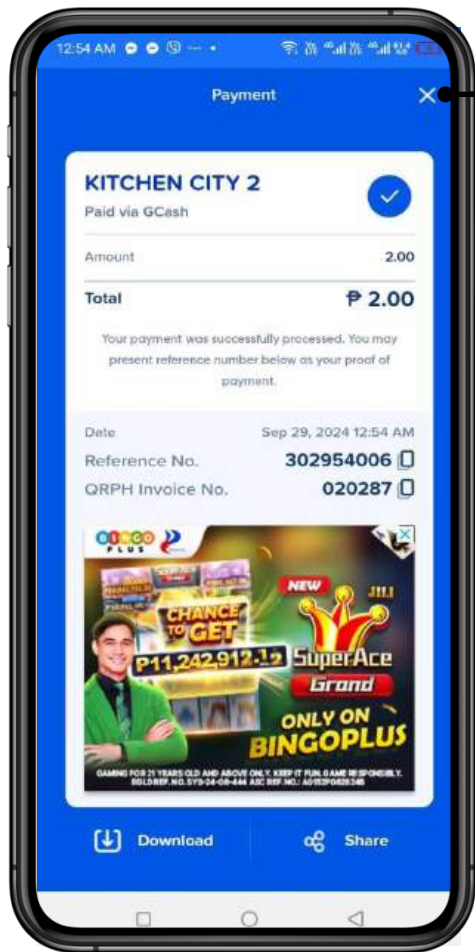 12:54 AM
Payment
KITCHEN CITY 2
Paid via GCash
Amount 2.00
Total ₱ 2.00
Your payment was successfully processed. You may
present reference number below as your proof of
payment.
Date Sep 29, 2024 12:54 AM
Reference No. 302954006
QRPH Invoice No. 020287
BINGO
PLUS
NEW
JILI
CHANCE
TO GET
₱11,242,912.12
SuperAce
Grand
ONLY ON
BINGOPLUS
GAMING FOR 21 YEARS OLD AND ABOVE ONLY. KEEP IT FUN. GAME RESPONSIBLY.
Download Share